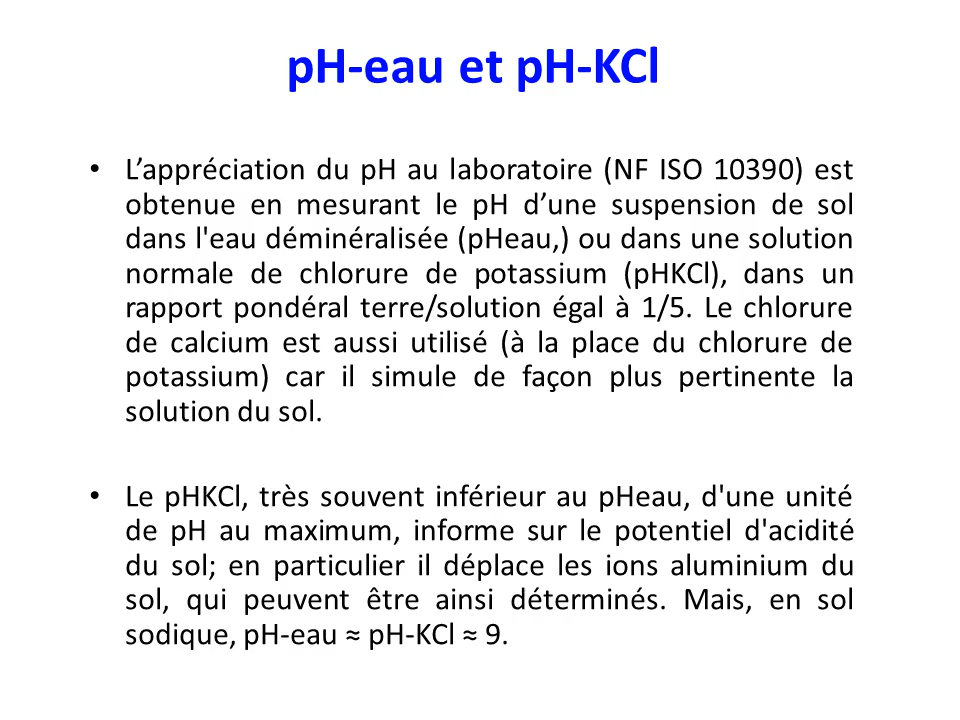 pH-eau et pH-KCl
• L’appréciation du pH au laboratoire (NF ISO 10390) est
obtenue en mesurant le pH d’une suspension de sol
dans l'eau déminéralisée (pHeau,) ou dans une solution
normale de chlorure de potassium (pHKCl), dans un
rapport pondéral terre/solution égal à 1/5. Le chlorure
de calcium est aussi utilisé (à la place du chlorure de
potassium) car il simule de façon plus pertinente la
solution du sol.
• Le pHKCl, très souvent inférieur au pHeau, d'une unité
de pH au maximum, informe sur le potentiel d'acidité
du sol; en particulier il déplace les ions aluminium du
sol, qui peuvent être ainsi déterminés. Mais, en sol
sodique, pH-eau ≈ pH-KCl ≈ 9.